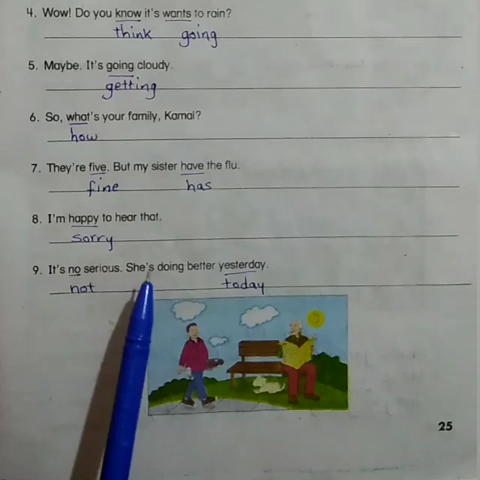 4. Wow! Do you know it's wants to rain?
think going
5. Maybe. It's going cloudy.
getting
6. So, what's your family, Kamal?
how
7. They're five. But my sister have the flu.
fine has
8. I'm happy to hear that.
sorry
9. It's no serious. She's doing better yesterday.
not today
25